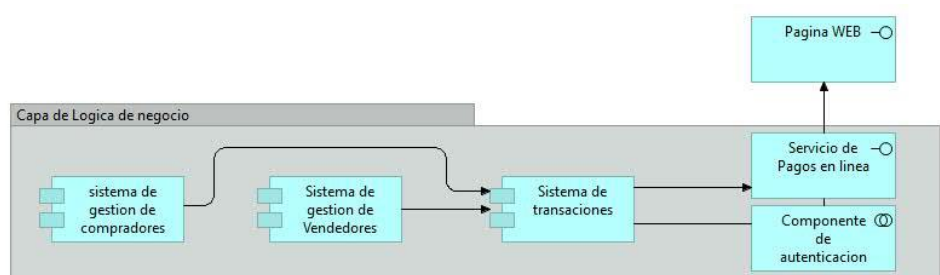 Pagina WEB
Capa de Logica de negocio
sistema de
gestion de
compradores
Sistema de
gestion de
Vendedores
Sistema de
transaciones
Servicio de
Pagos en linea
Componente
de
autenticacion